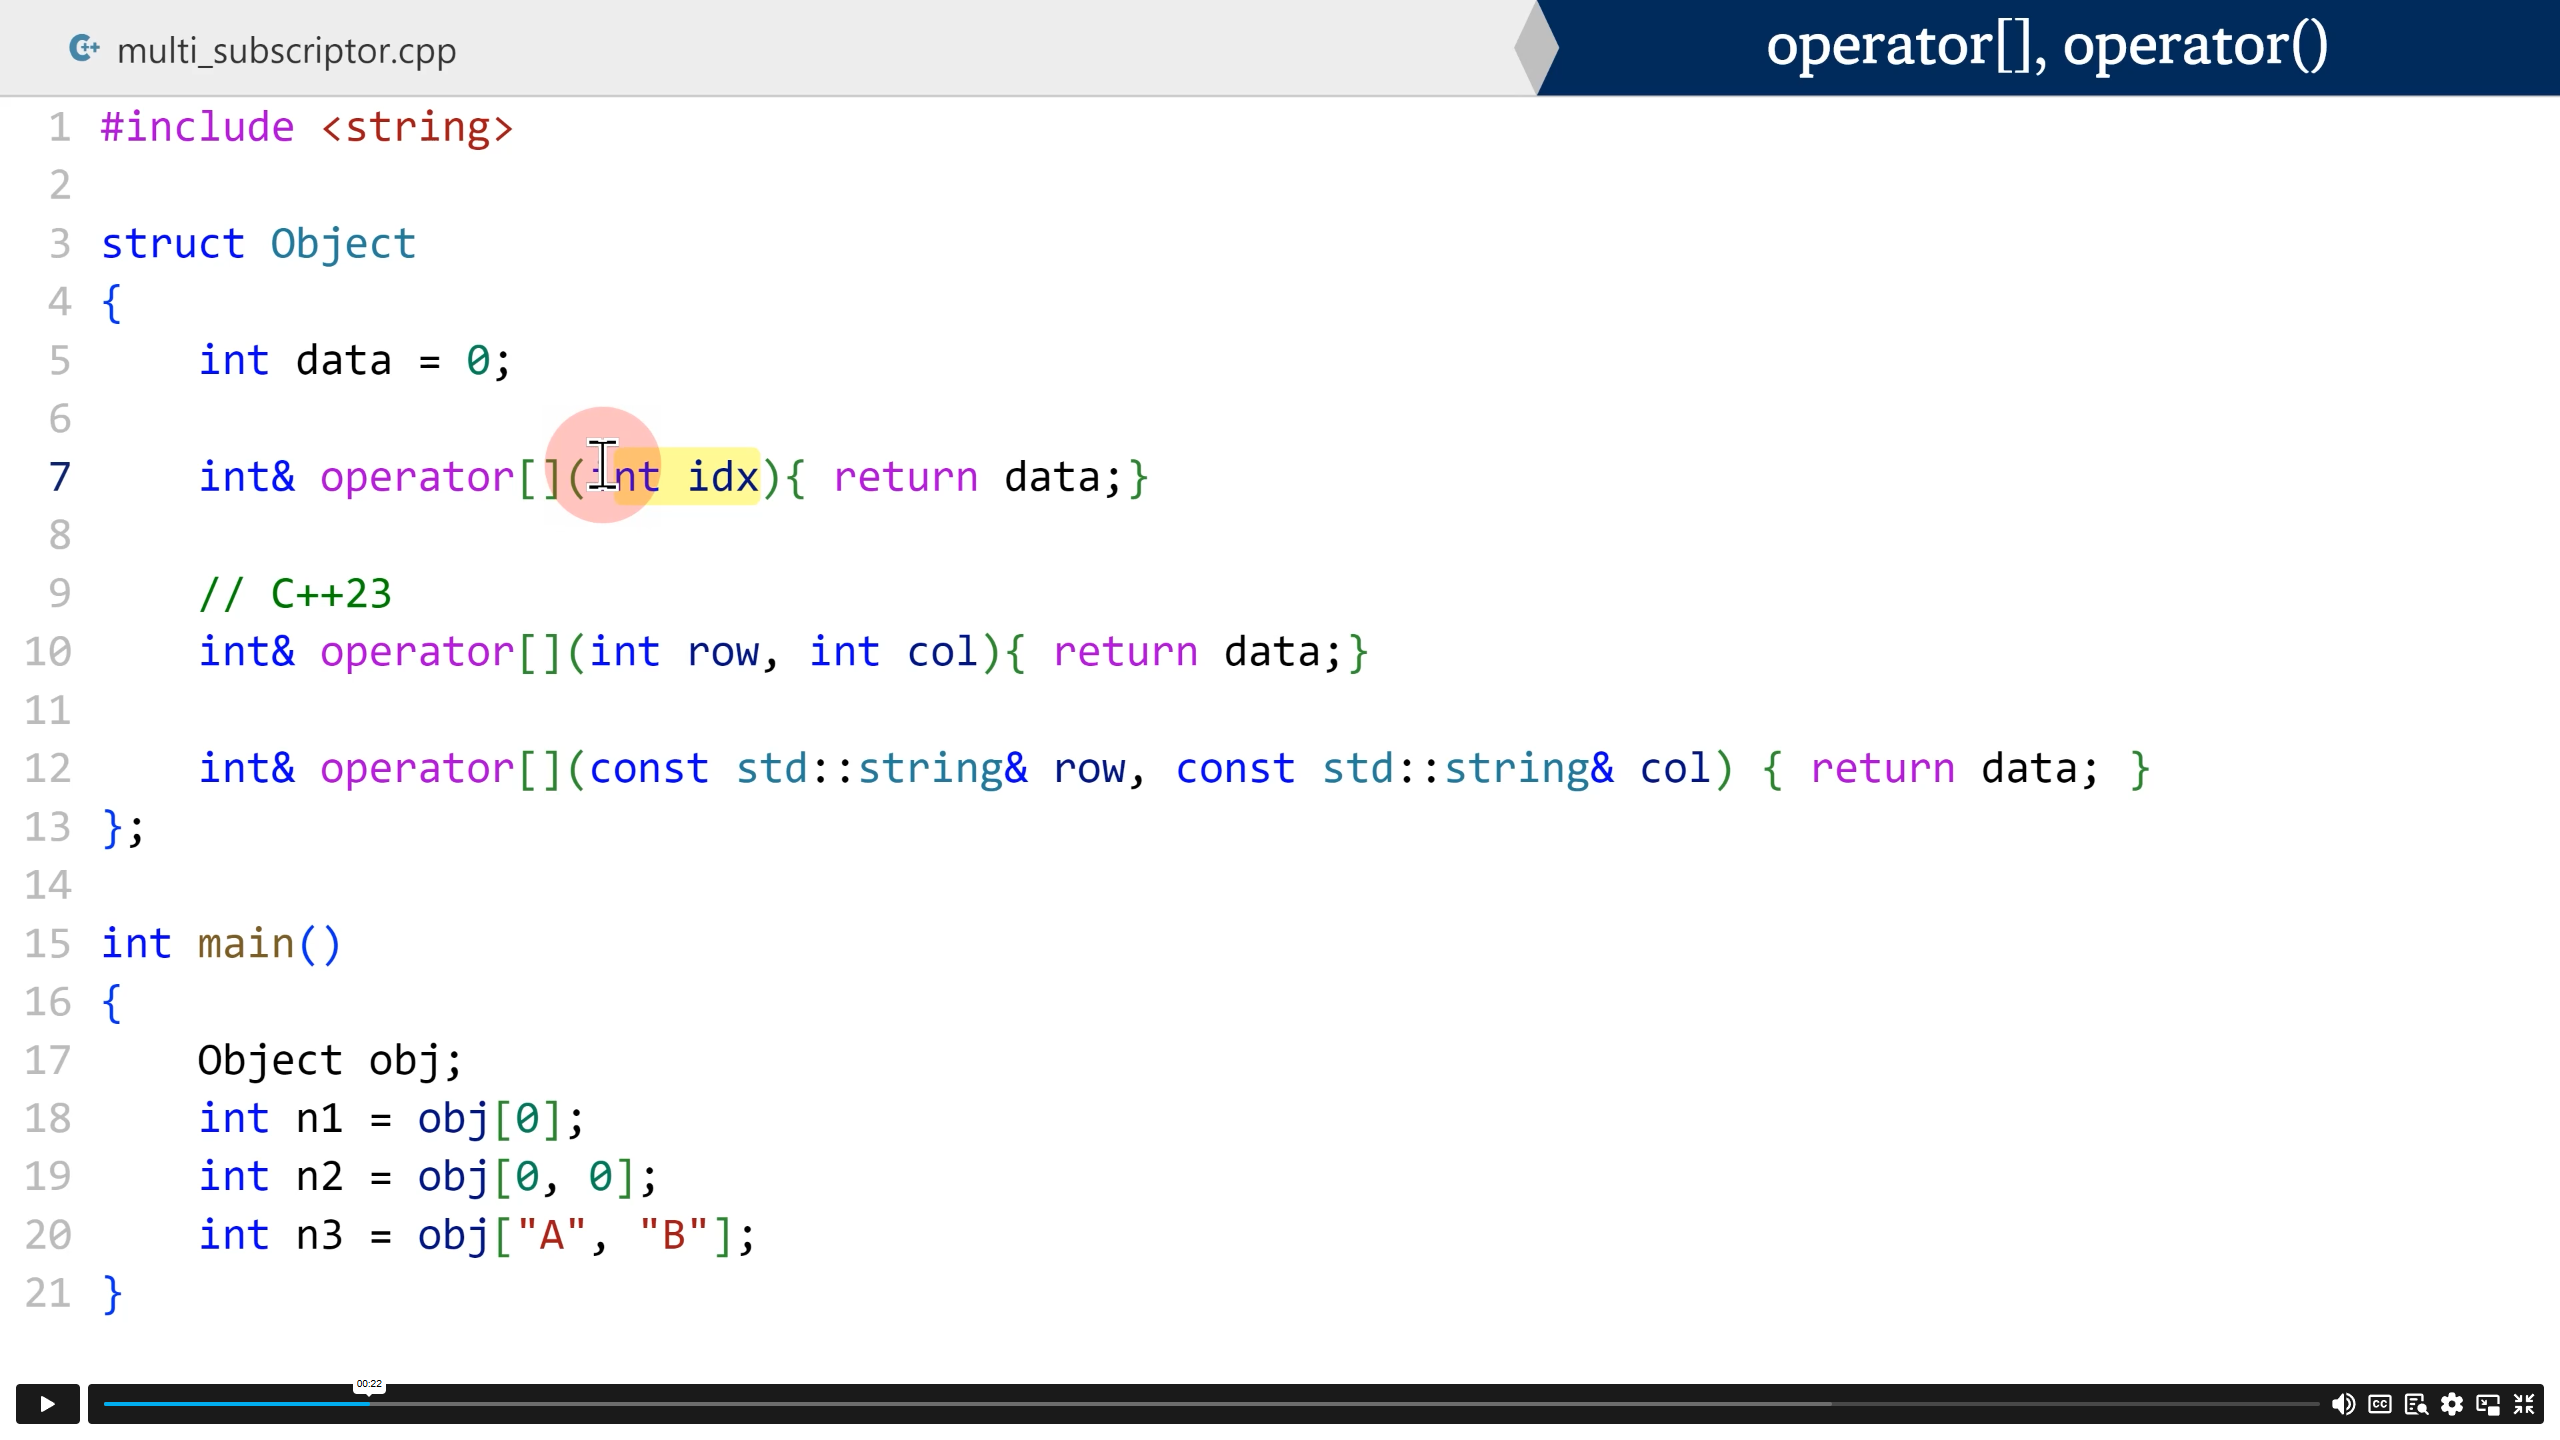 multi_subscriptor.cpp
operator[], operator()
1 #include <string>
2
3 struct Object
4 {
5     int data = 0;
6
7     int& operator[](int idx){ return data;}
8
9     // C++23
10     int& operator[](int row, int col){ return data;}
11
12     int& operator[](const std::string& row, const std::string& col) { return data; }
13 };
14
15 int main()
16 {
17     Object obj;
18     int n1 = obj[0];
19     int n2 = obj[0, 0];
20     int n3 = obj["A", "B"];
21 }
00:22
CC